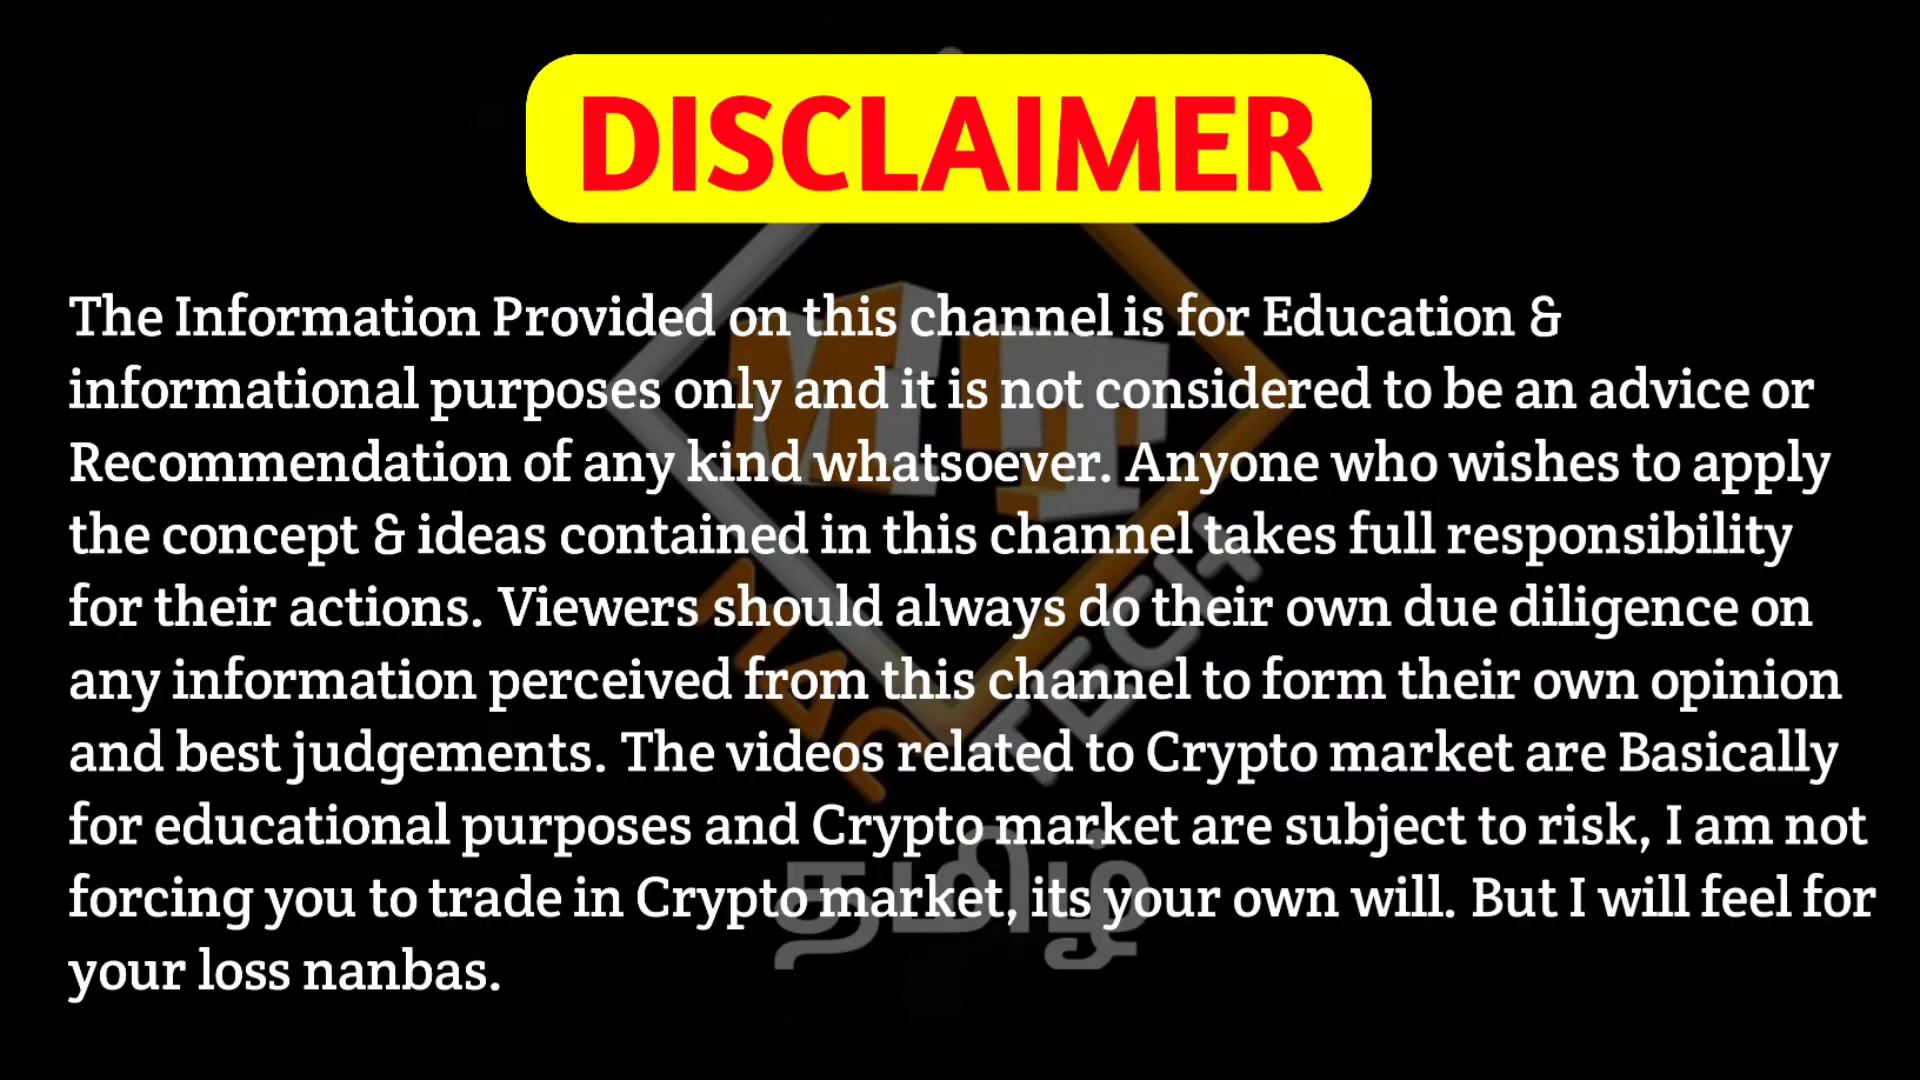 DISCLAIMER
The Information Provided on this channel is for Education &
informational purposes only and it is not considered to be an advice or
Recommendation of any kind whatsoever. Anyone who wishes to apply
the concept & ideas contained in this channel takes full responsibility
for their actions. Viewers should always do their own due diligence on
any information perceived from this channel to form their own opinion
and best judgements. The videos related to Crypto market are Basically
for educational purposes and Crypto market are subject to risk, I am not
forcing you to trade in Crypto market, its your own will. But I will feel for
your loss nanbas.
MT
TECH
தமிழ்